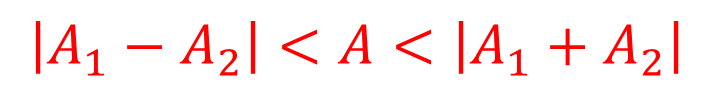 |A₁ − A₂| < A < |A₁ + A₂|